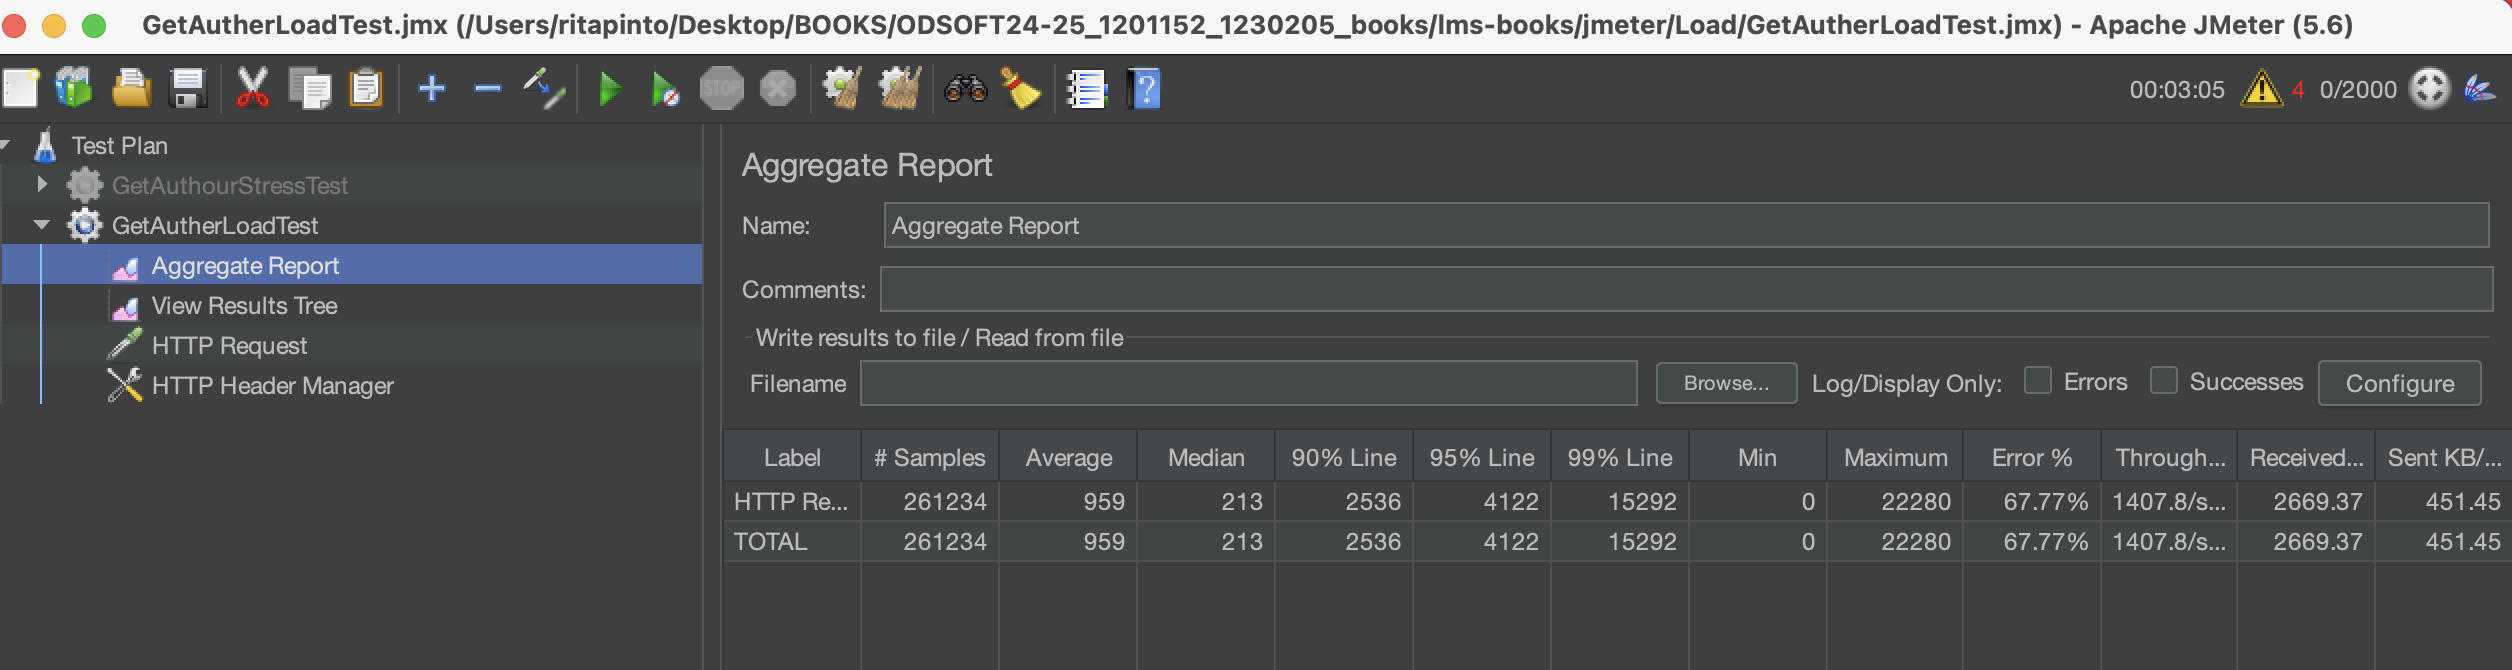 GetAutherLoadTest.jmx (/Users/ritapinto/Desktop/BOOKS/ODSOFT24-25_1201152_1230205_books/lms-books/jmeter/Load/GetAutherLoadTest.jmx) - Apache JMeter (5.6)
STOP
?
00:03:05 4 0/2000
Test Plan
GetAuthourStressTest
GetAutherLoadTest
Aggregate Report
View Results Tree
HTTP Request
HTTP Header Manager
Aggregate Report
Name: Aggregate Report
Comments:
Write results to file / Read from file
Filename Browse... Log/Display Only: Errors Successes Configure
Label # Samples Average Median 90% Line 95% Line 99% Line Min Maximum Error % Through... Received... Sent KB/...
HTTP Re... 261234 959 213 2536 4122 15292 0 22280 67.77% 1407.8/s... 2669.37 451.45
TOTAL 261234 959 213 2536 4122 15292 0 22280 67.77% 1407.8/s... 2669.37 451.45